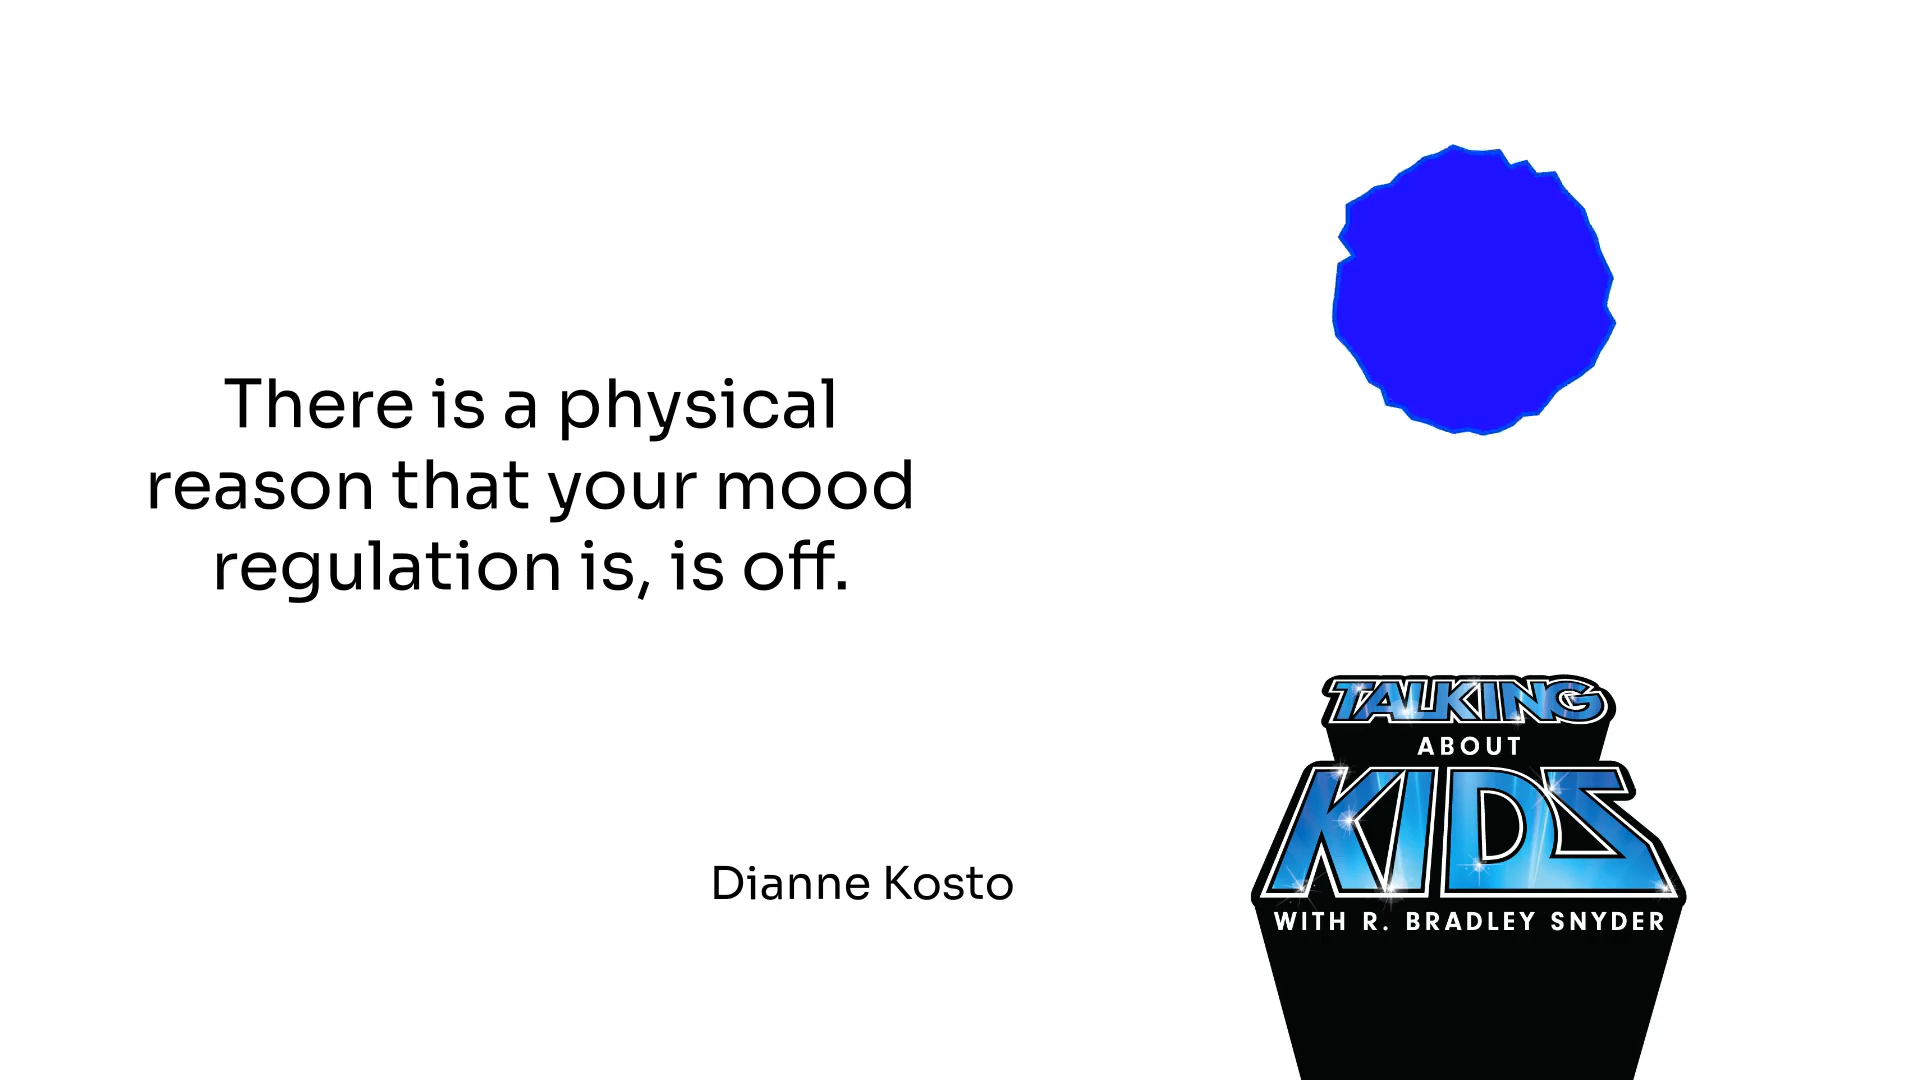 There is a physical
reason that your mood
regulation is, is off.
Dianne Kosto
TALKING
ABOUT
KIDS
WITH R. BRADLEY SNYDER